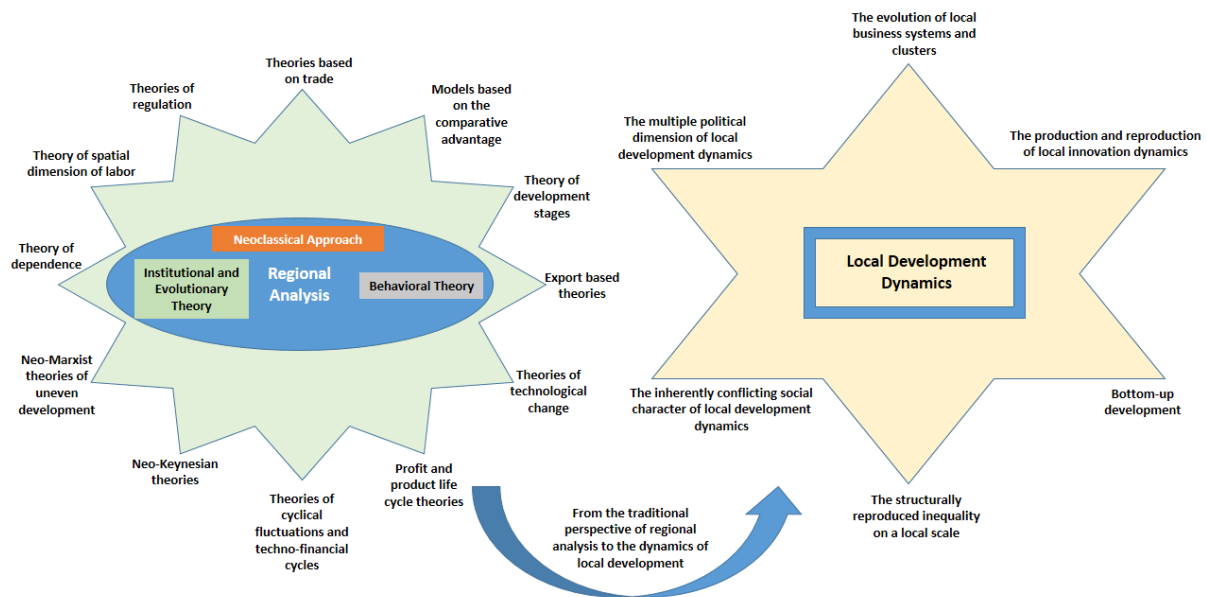 Theories based
on trade
Models based
on the
comparative
advantage
Theory of
development
stages
Export based
theories
Theories of
technological
change
Profit and
product life
cycle theories
Theories of
cyclical
fluctuations and
techno-financial
cycles
Neo-Keynesian
theories
Neo-Marxist
theories of
uneven
development
Theory of
dependence
Theory of spatial
dimension of labor
Theories of
regulation
Neoclassical Approach
Institutional and
Evolutionary
Theory
Regional
Analysis
Behavioral Theory
From the traditional
perspective of regional
analysis to the dynamics of
local development
The evolution of local
business systems and
clusters
The production and reproduction
of local innovation dynamics
Bottom-up
development
The structurally
reproduced inequality
on a local scale
The inherently conflicting social
character of local development
dynamics
The multiple political
dimension of local
development dynamics
Local Development
Dynamics